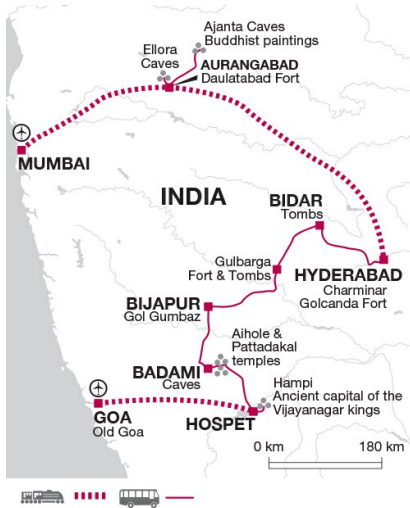 Ajanta Caves
Buddhist paintings
Ellora
Caves
AURANGABAD
Daulatabad Fort
MUMBAI
INDIA
BIDAR
Tombs
Gulbarga
Fort & Tombs
HYDERABAD
Charminar
Golcanda Fort
BIJAPUR
Gol Gumbaz
Aihole &
Pattadakal
temples
BADAMI
Caves
Hampi
Ancient capital of the
Vijayanagar kings
GOA
Old Goa
HOSPET
0 km 180 km